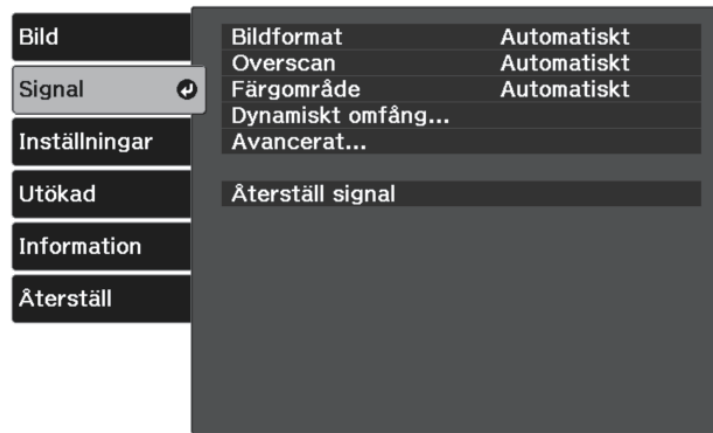 Bild
Signal
Inställningar
Utökad
Information
Återställ
Bildformat Automatiskt
Overscan Automatiskt
Färgområde Automatiskt
Dynamiskt omfång...
Avancerat...
Återställ signal